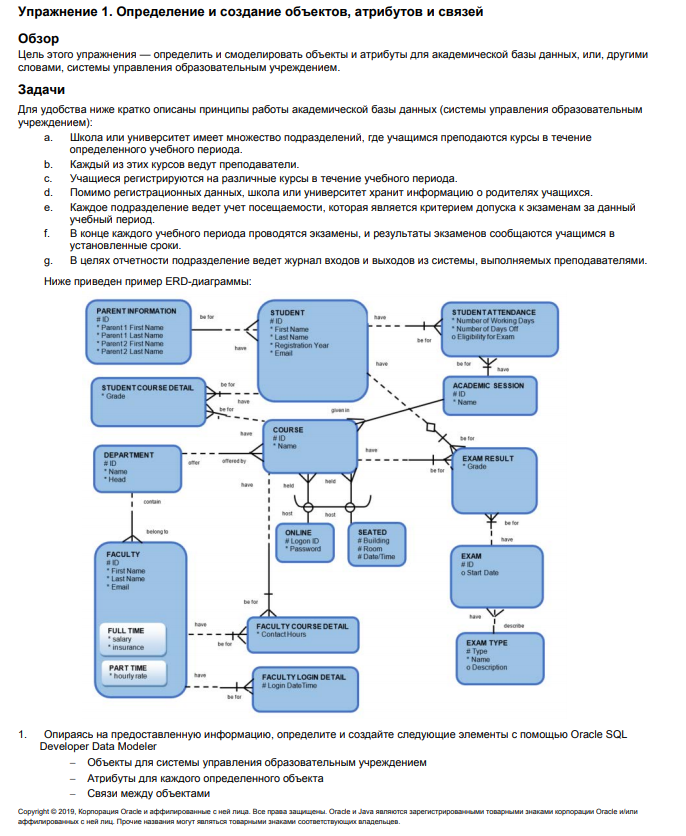 Упражнение 1. Определение и создание объектов, атрибутов и связей
Обзор
Цель этого упражнения — определить и смоделировать объекты и атрибуты для академической базы данных, или, другими
словами, системы управления образовательным учреждением.
Задачи
Для удобства ниже кратко описаны принципы работы академической базы данных (системы управления образовательным
учреждением):
a. Школа или университет имеет множество подразделений, где учащимся преподаются курсы в течение
определенного учебного периода.
b. Каждый из этих курсов ведут преподаватели.
c. Учащиеся регистрируются на различные курсы в течение учебного периода.
d. Помимо регистрационных данных, школа или университет хранит информацию о родителях учащихся.
e. Каждое подразделение ведет учет посещаемости, которая является критерием допуска к экзаменам за данный
учебный период.
f. В конце каждого учебного периода проводятся экзамены, и результаты экзаменов сообщаются учащимся в
установленные сроки.
g. В целях отчетности подразделение ведет журнал входов и выходов из системы, выполняемых преподавателями.
Ниже приведен пример ERD-диаграммы:
PARENT INFORMATION
# ID
* Parent1 First Name
* Parent1 Last Name
* Parent2 First Name
* Parent2 Last Name
be for
have
STUDENT
# ID
* First Name
* Last Name
* Registration Year
* Email
have
be for
STUDENT ATTENDANCE
* Number of Working Days
* Number of Days Off
o Eligibility for Exam
be for
have
have
STUDENT COURSE DETAIL
* Grade
be for
have
be for
have
given in
ACADEMIC SESSION
# ID
* Name
COURSE
# ID
* Name
have
be for
be for
EXAM RESULT
* Grade
DEPARTMENT
# ID
* Name
* Head
offer
offered by
have
held
held
host
host
contain
belong to
ONLINE
# Logon ID
* Password
SEATED
# Building
# Room
# Date/Time
be for
have
FACULTY
# ID
* First Name
* Last Name
* Email
EXAM
# ID
o Start Date
be for
have
describe
FULL TIME
* salary
* insurance
have
be for
FACULTY COURSE DETAIL
* Contact Hours
EXAM TYPE
# Type
* Name
o Description
PART TIME
* hourly rate
have
be for
FACULTY LOGIN DETAIL
# Login DateTime
1. Опираясь на предоставленную информацию, определите и создайте следующие элементы с помощью Oracle SQL
Developer Data Modeler
− Объекты для системы управления образовательным учреждением
− Атрибуты для каждого определенного объекта
− Связи между объектами
Copyright © 2019, Корпорация Oracle и аффилированные с ней лица. Все права защищены. Oracle и Java являются зарегистрированными товарными знаками корпорации Oracle и/или
аффилированных с ней лиц. Прочие названия могут являться товарными знаками соответствующих владельцев.